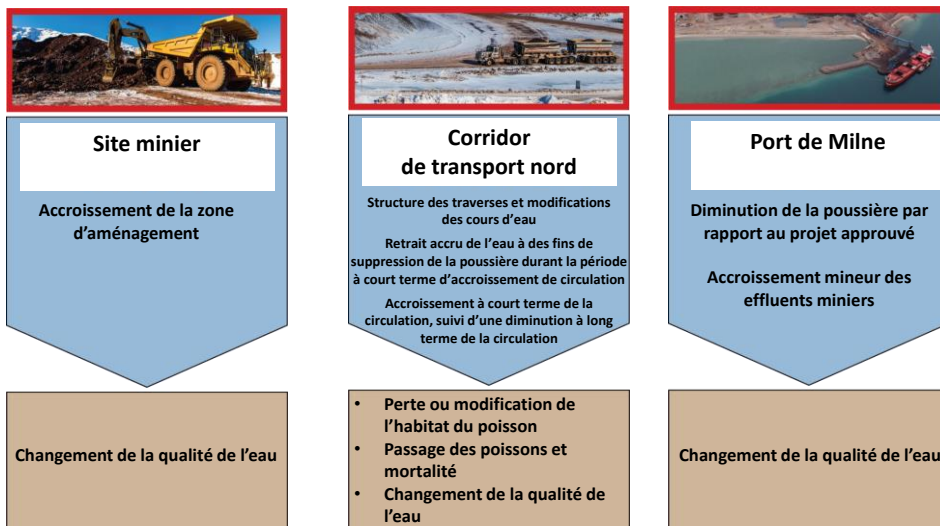 Site minier
Accroissement de la zone
d'aménagement
Changement de la qualité de l'eau
Corridor
de transport nord
Structure des traverses et modifications
des cours d'eau
Retrait accru de l'eau à des fins de
suppression de la poussière durant la période
à court terme d'accroissement de circulation
Accroissement à court terme de la
circulation, suivi d'une diminution à long
terme de la circulation
• Perte ou modification de
l'habitat du poisson
• Passage des poissons et
mortalité
• Changement de la qualité de
l'eau
Port de Milne
Diminution de la poussière par
rapport au projet approuvé
Accroissement mineur des
effluents miniers
Changement de la qualité de l'eau